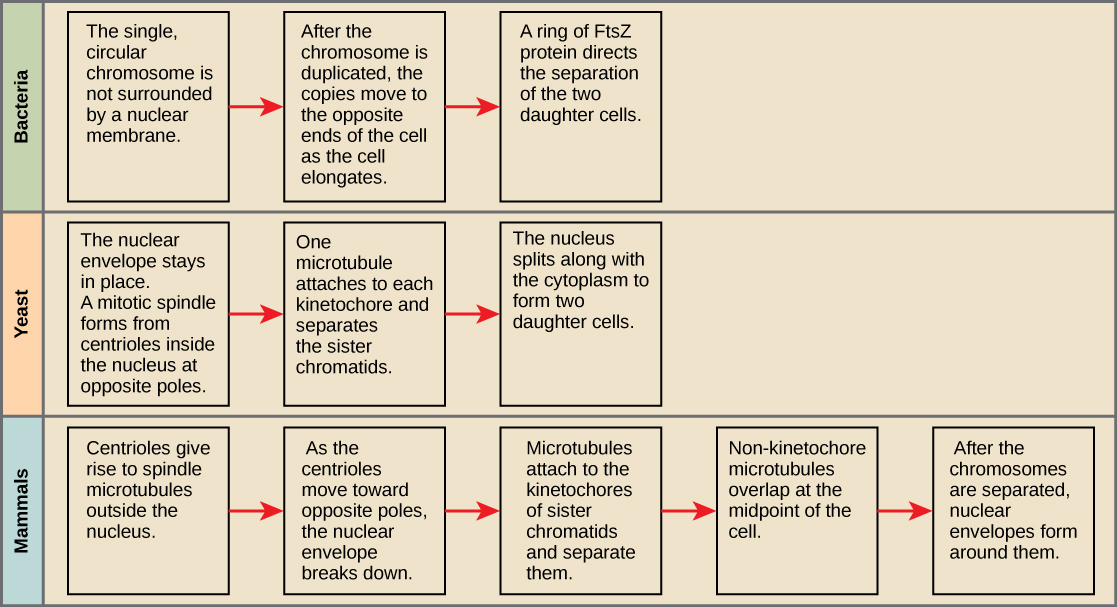 Bacteria
The single,
circular
chromosome is
not surrounded
by a nuclear
membrane.
After the
chromosome is
duplicated, the
copies move to
the opposite
ends of the cell
as the cell
elongates.
A ring of FtsZ
protein directs
the separation
of the two
daughter cells.
Yeast
The nuclear
envelope stays
in place.
A mitotic spindle
forms from
centrioles inside
the nucleus at
opposite poles.
One
microtubule
attaches to each
kinetochore and
separates
the sister
chromatids.
The nucleus
splits along with
the cytoplasm to
form two
daughter cells.
Mammals
Centrioles give
rise to spindle
microtubules
outside the
nucleus.
As the
centrioles
move toward
opposite poles,
the nuclear
envelope
breaks down.
Microtubules
attach to the
kinetochores
of sister
chromatids
and separate
them.
Non-kinetochore
microtubules
overlap at the
midpoint of the
cell.
After the
chromosomes
are separated,
nuclear
envelopes form
around them.